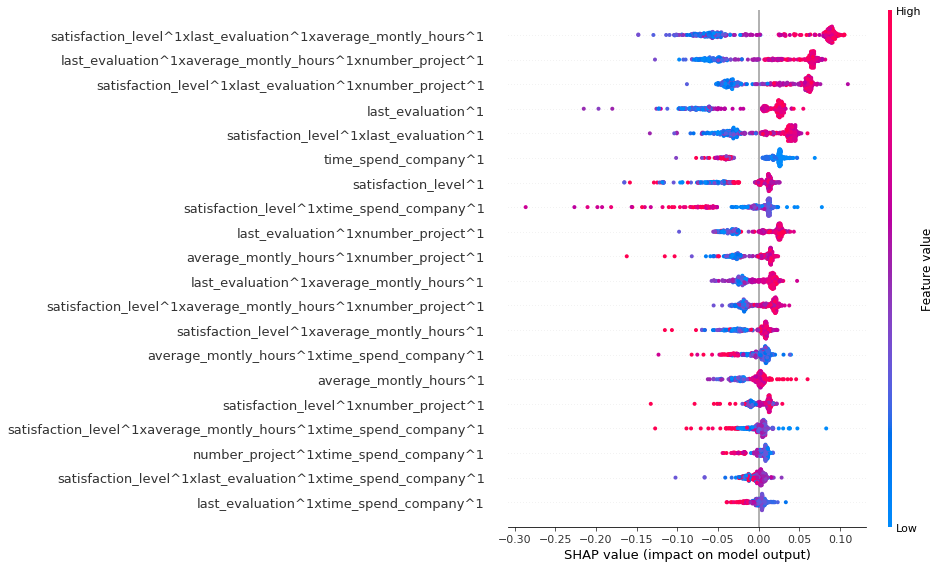 High
satisfaction_level^1xlast_evaluation^1xaverage_montly_hours^1
last_evaluation^1xaverage_montly_hours^1xnumber_project^1
satisfaction_level^1xlast_evaluation^1xnumber_project^1
last_evaluation^1
satisfaction_level^1xlast_evaluation^1
time_spend_company^1
satisfaction_level^1
satisfaction_level^1xtime_spend_company^1
last_evaluation^1xnumber_project^1
average_montly_hours^1xnumber_project^1
last_evaluation^1xaverage_montly_hours^1
satisfaction_level^1xaverage_montly_hours^1xnumber_project^1
satisfaction_level^1xaverage_montly_hours^1
average_montly_hours^1xtime_spend_company^1
average_montly_hours^1
satisfaction_level^1xnumber_project^1
satisfaction_level^1xaverage_montly_hours^1xtime_spend_company^1
number_project^1xtime_spend_company^1
satisfaction_level^1xlast_evaluation^1xtime_spend_company^1
last_evaluation^1xtime_spend_company^1
Feature value
Low
−0.30 −0.25 −0.20 −0.15 −0.10 −0.05 0.00 0.05 0.10
SHAP value (impact on model output)